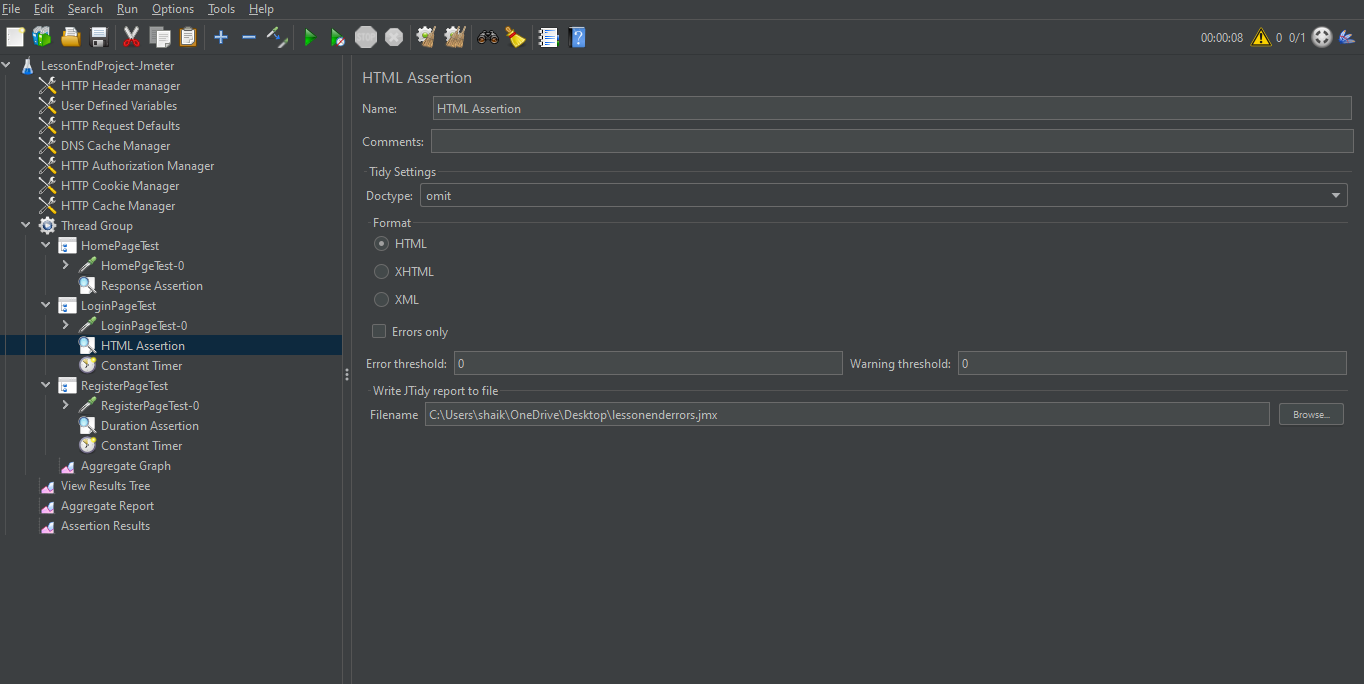 File Edit Search Run Options Tools Help
00:00:08 0 0/1
LessonEndProject-Jmeter
HTTP Header manager
User Defined Variables
HTTP Request Defaults
DNS Cache Manager
HTTP Authorization Manager
HTTP Cookie Manager
HTTP Cache Manager
Thread Group
HomePageTest
HomePgeTest-0
Response Assertion
LoginPageTest
LoginPageTest-0
HTML Assertion
Constant Timer
RegisterPageTest
RegisterPageTest-0
Duration Assertion
Constant Timer
Aggregate Graph
View Results Tree
Aggregate Report
Assertion Results
HTML Assertion
Name: HTML Assertion
Comments:
Tidy Settings
Doctype: omit
Format
HTML
XHTML
XML
Errors only
Error threshold: 0 Warning threshold: 0
Write JTidy report to file
Filename C:\Users\shaik\OneDrive\Desktop\lessonenderrors.jmx Browse...